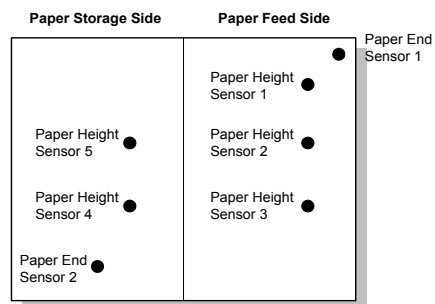 Paper Storage Side
Paper Feed Side
Paper End
Sensor 1
Paper Height
Sensor 1
Paper Height
Sensor 5
Paper Height
Sensor 2
Paper Height
Sensor 4
Paper Height
Sensor 3
Paper End
Sensor 2